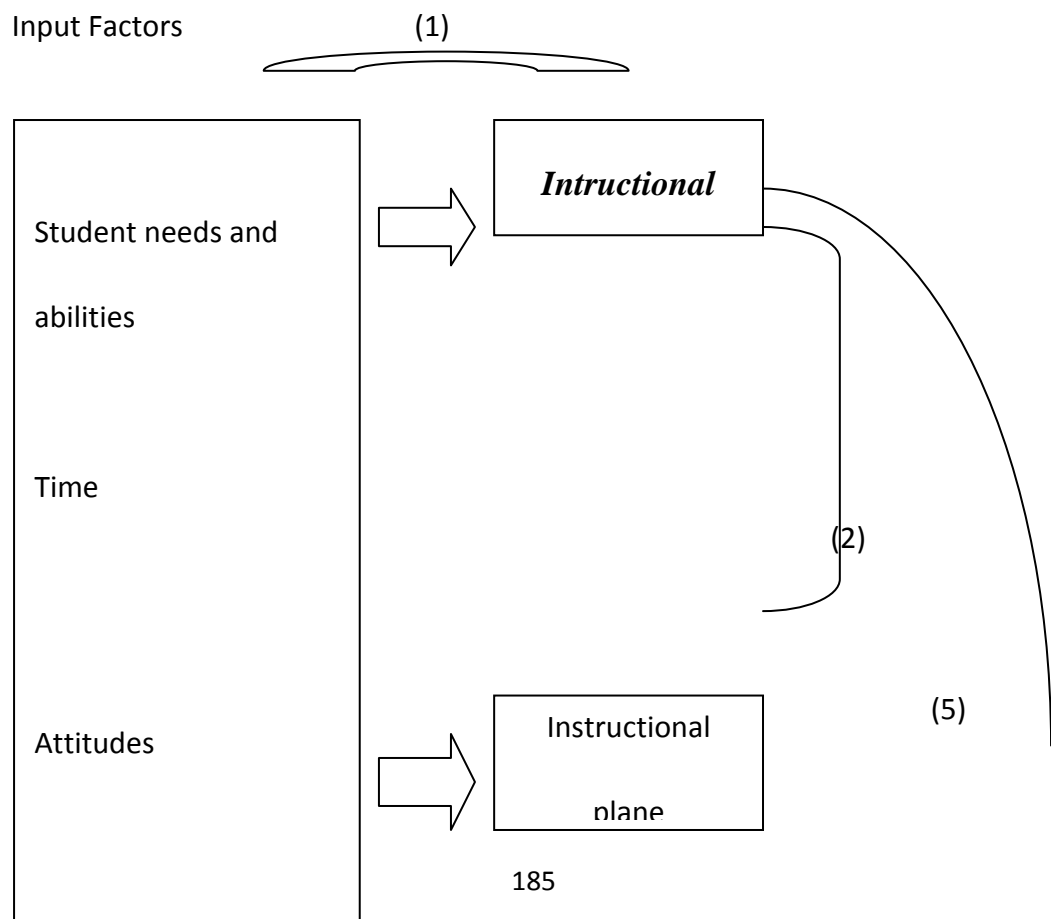 Input Factors (1)
Intructional
Student needs and
abilities
Time
(2)
(5)
Attitudes
Instructional
plane
185